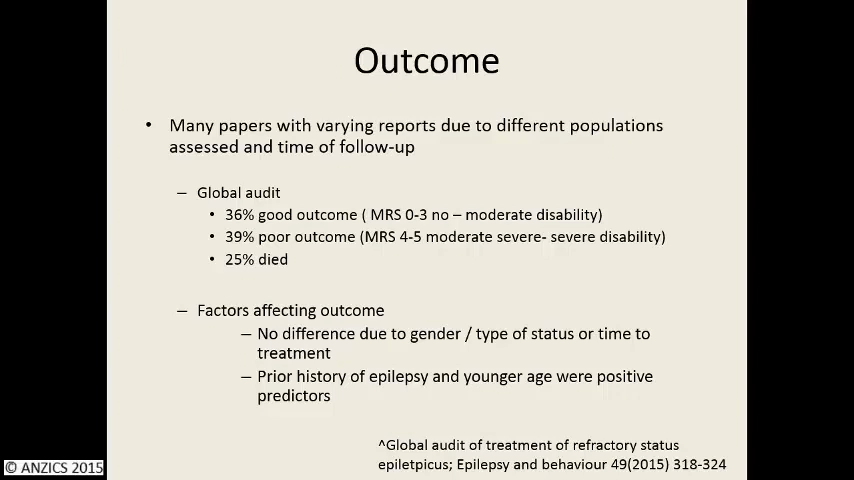 Outcome
• Many papers with varying reports due to different populations
assessed and time of follow-up
– Global audit
• 36% good outcome ( MRS 0-3 no – moderate disability)
• 39% poor outcome (MRS 4-5 moderate severe- severe disability)
• 25% died
– Factors affecting outcome
– No difference due to gender / type of status or time to
treatment
– Prior history of epilepsy and younger age were positive
predictors
^Global audit of treatment of refractory status
epiletpicus; Epilepsy and behaviour 49(2015) 318-324
© ANZICS 2015